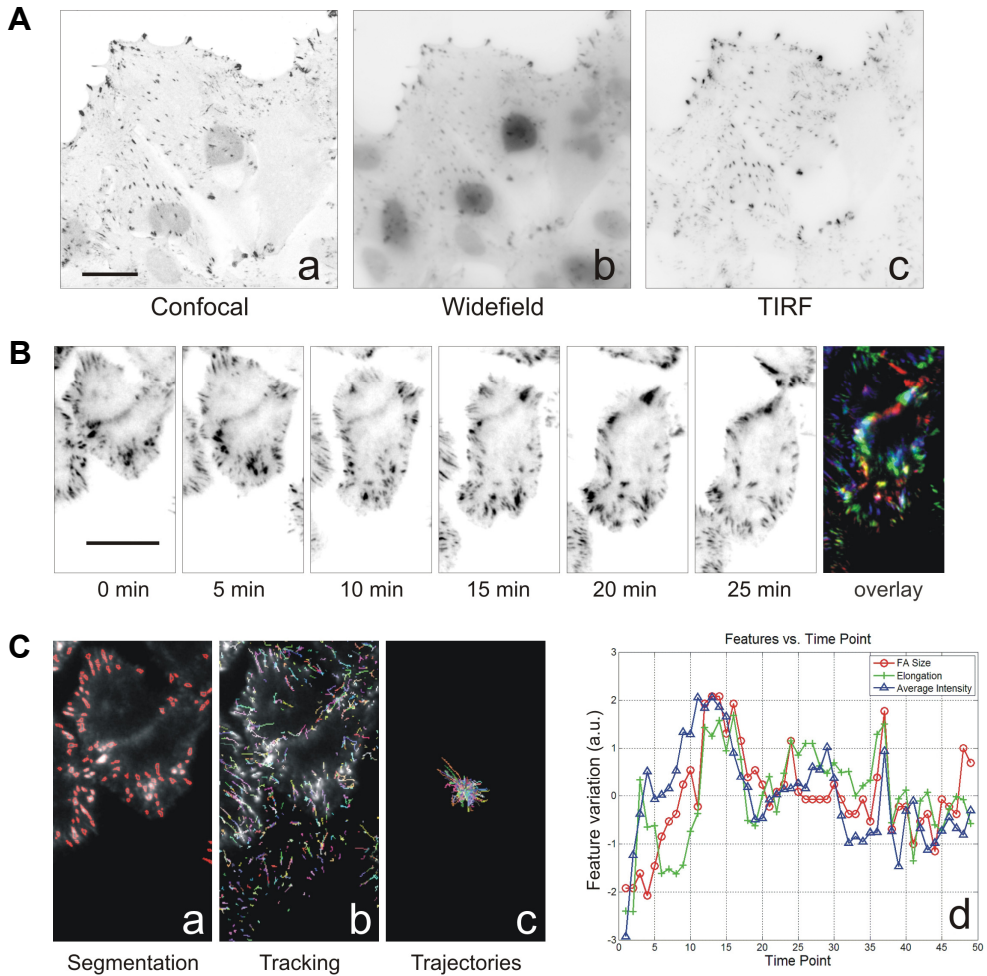 A
a
b
c
Confocal
Widefield
TIRF
B
0 min
5 min
10 min
15 min
20 min
25 min
overlay
C
a
b
c
Segmentation
Tracking
Trajectories
Features vs. Time Point
FA Size
Elongation
Average Intensity
Feature variation (a.u.)
3
2
1
0
-1
-2
-3
0 5 10 15 20 25 30 35 40 45 50
Time Point
d